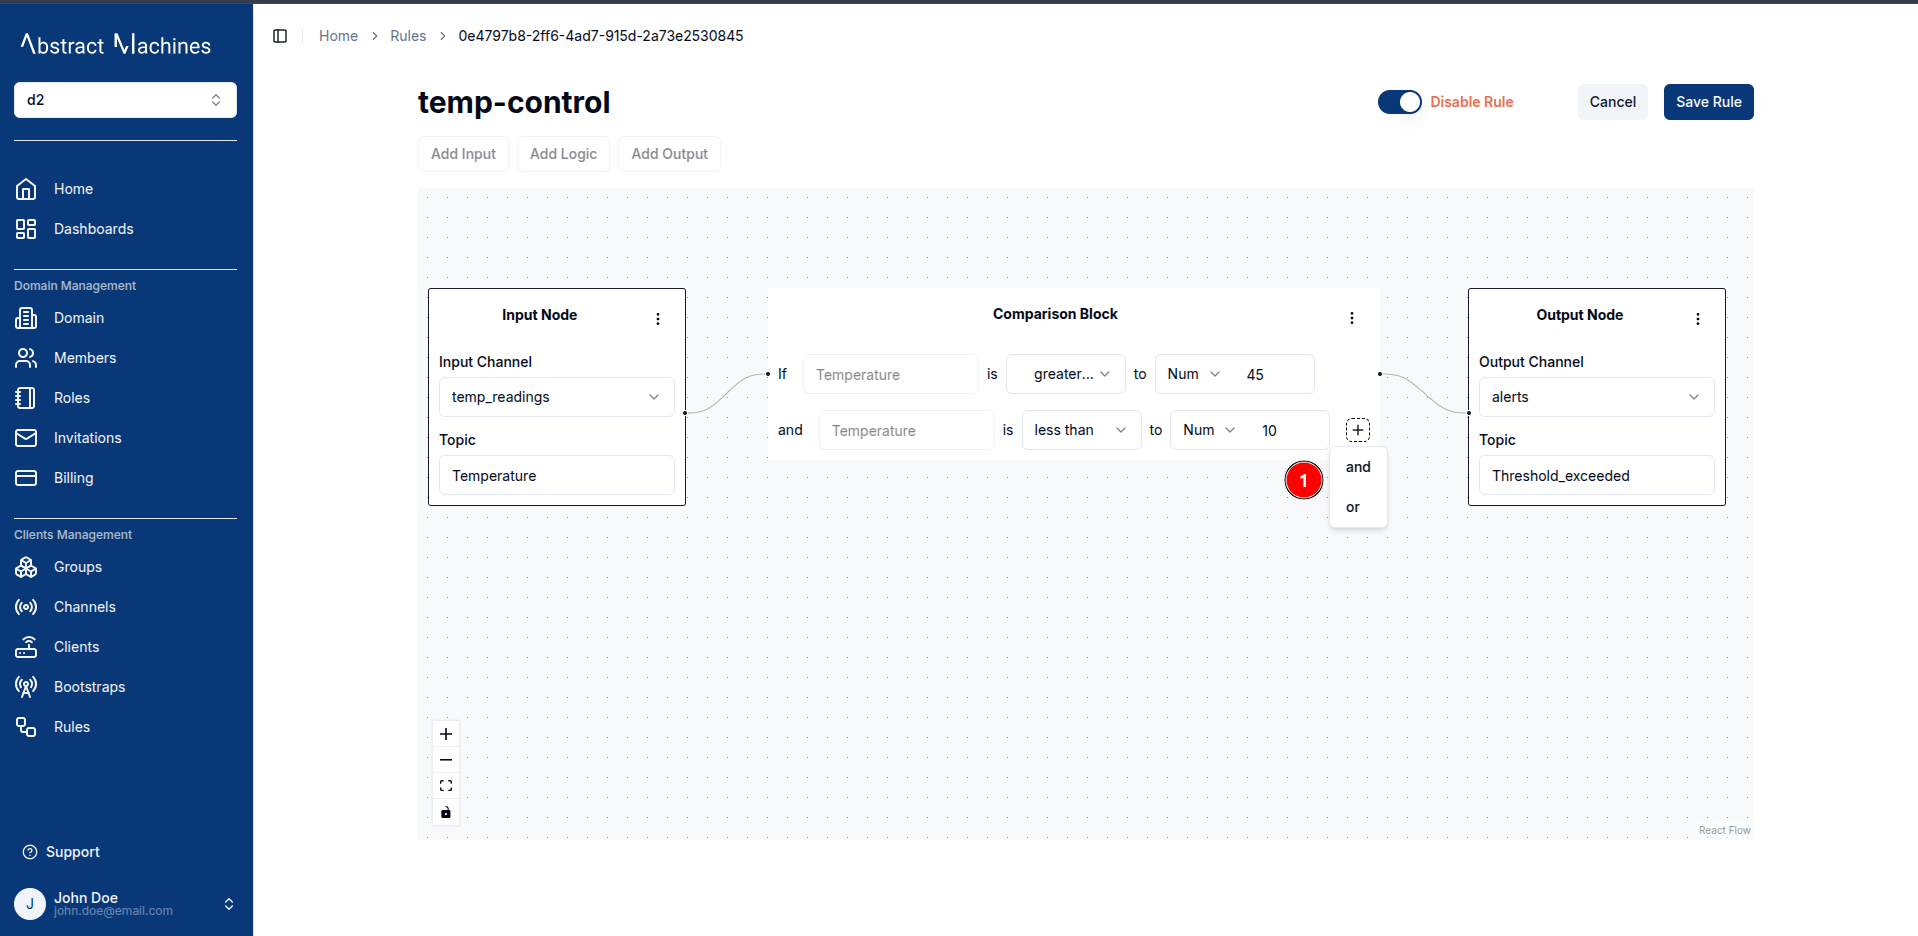 Abstract Machines
d2
Home
Dashboards
Domain Management
Domain
Members
Roles
Invitations
Billing
Clients Management
Groups
Channels
Clients
Bootstraps
Rules
Support
J
John Doe
john.doe@email.com
Home > Rules > 0e4797b8-2ff6-4ad7-915d-2a73e2530845
temp-control
Disable Rule
Cancel
Save Rule
Add Input
Add Logic
Add Output
Input Node
Input Channel
temp_readings
Topic
Temperature
Comparison Block
If Temperature is greater... to Num 45
and Temperature is less than to Num 10
1
and
or
Output Node
Output Channel
alerts
Topic
Threshold_exceeded
React Flow